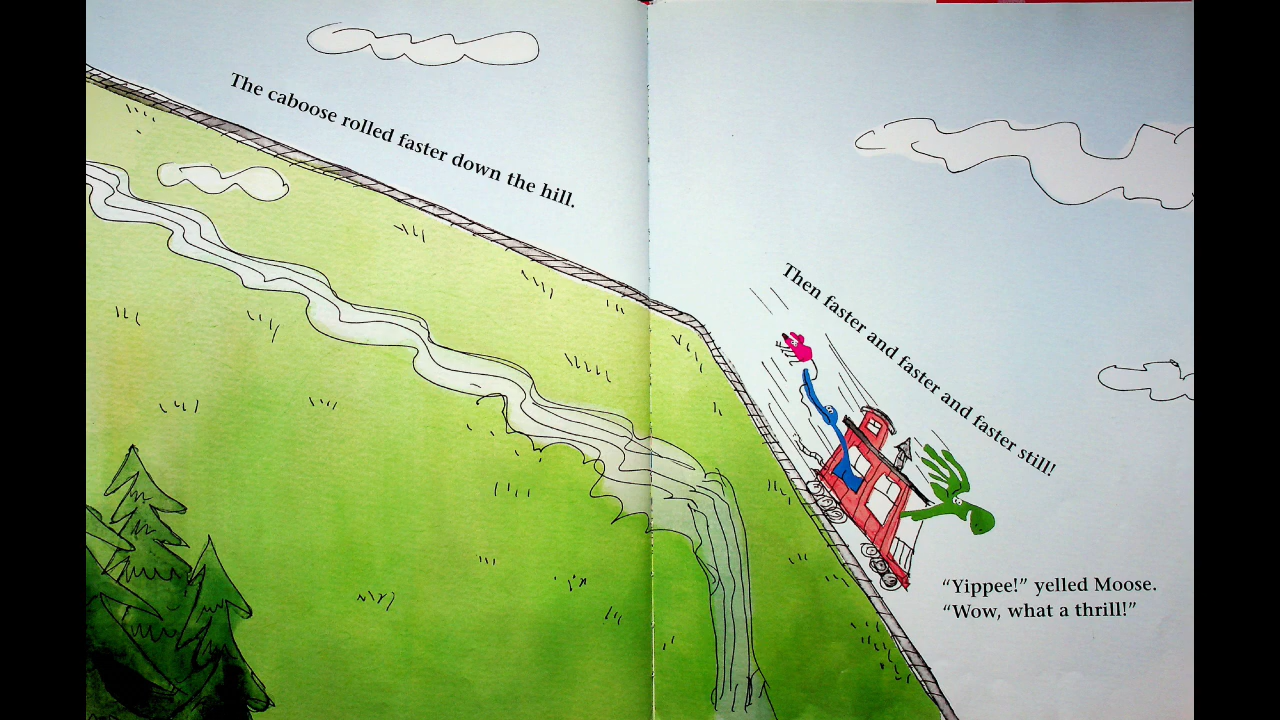 The caboose rolled faster down the hill.
Then faster and faster and faster still!
“Yippee!” yelled Moose.
“Wow, what a thrill!”